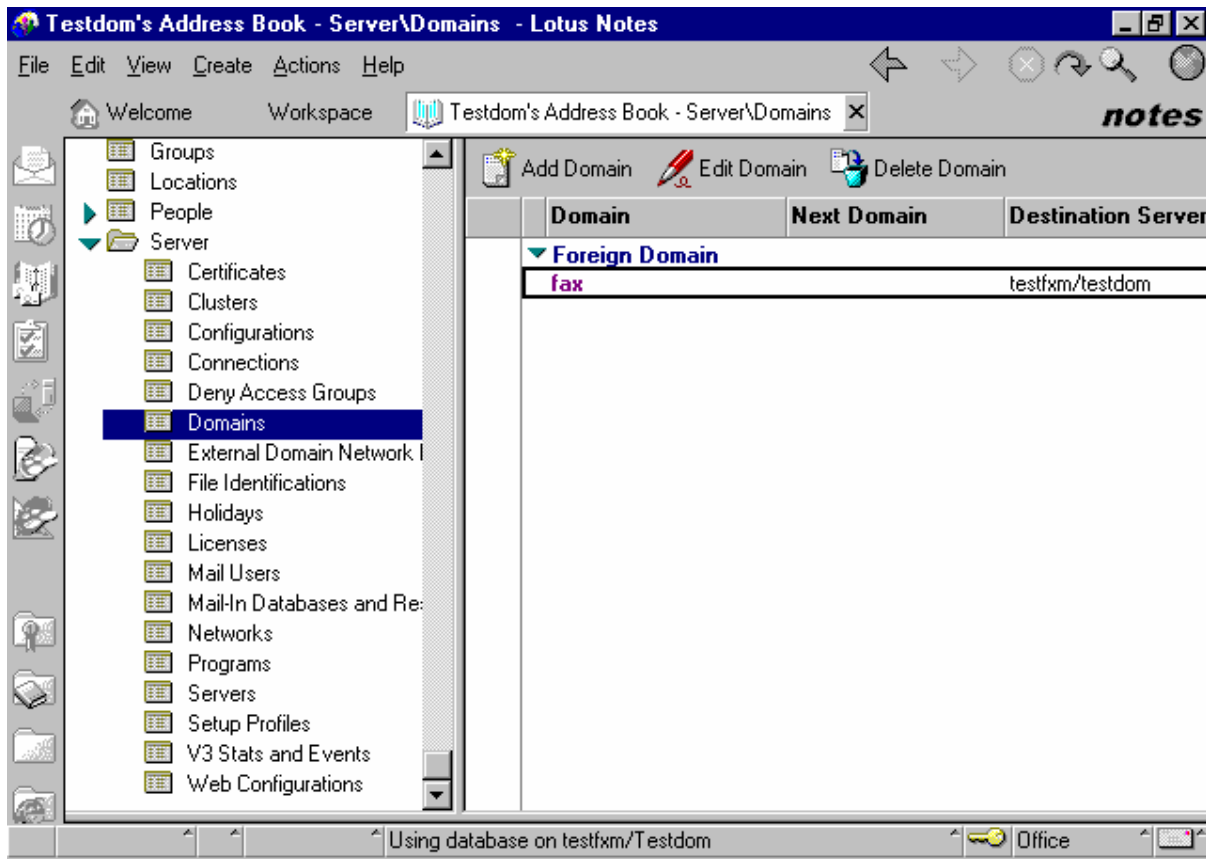 Testdom's Address Book - Server\Domains - Lotus Notes
File Edit View Create Actions Help
Welcome Workspace Testdom's Address Book - Server\Domains notes
Groups
Locations
People
Server
Certificates
Clusters
Configurations
Connections
Deny Access Groups
Domains
External Domain Network
File Identifications
Holidays
Licenses
Mail Users
Mail-In Databases and Re
Networks
Programs
Servers
Setup Profiles
V3 Stats and Events
Web Configurations
Add Domain Edit Domain Delete Domain
Domain Next Domain Destination Server
Foreign Domain
fax testfxm/testdom
Using database on testfxm/Testdom Office